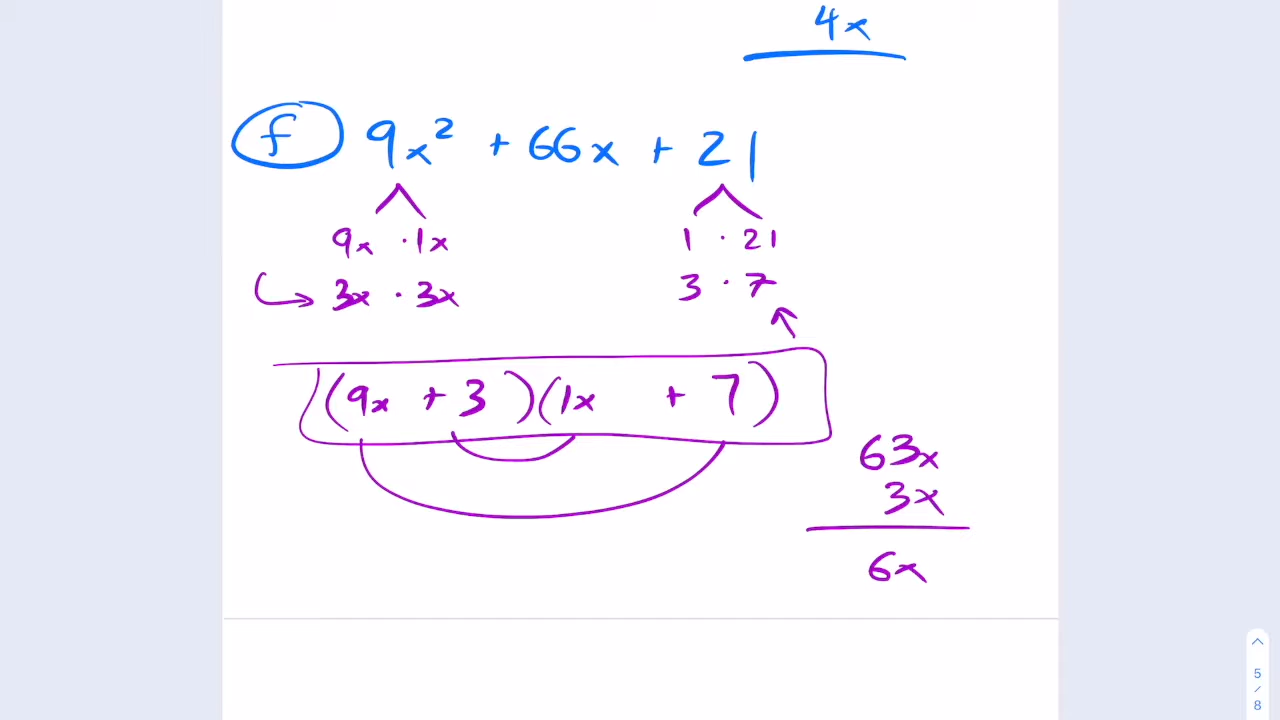 4x
f 9x² + 66x + 21
9x · 1x 1 · 21
3x · 3x 3 · 7
(9x + 3)(1x + 7)
63x
3x
6x
5
/
8